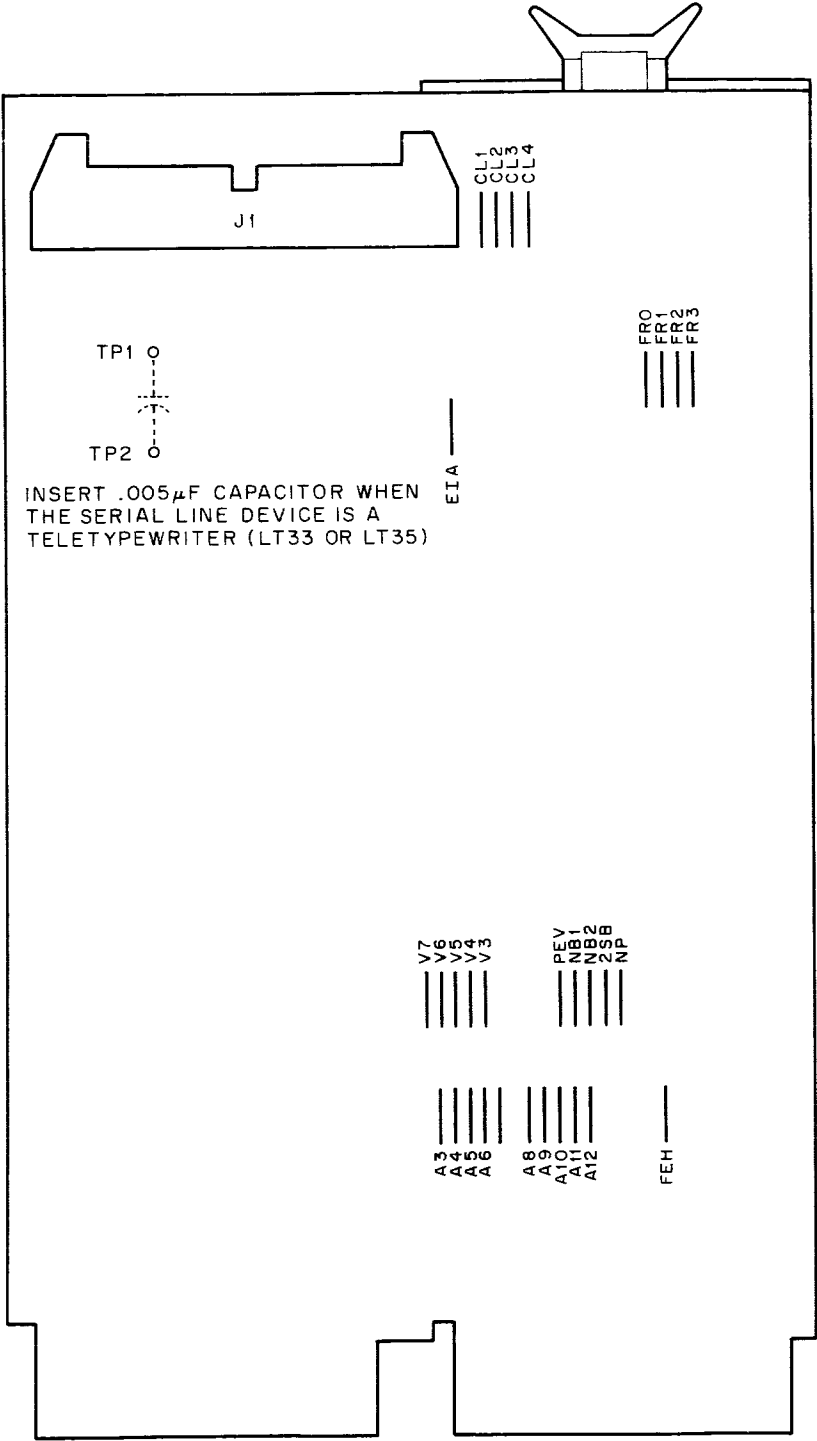 J1
CL1
CL2
CL3
CL4
FR0
FR1
FR2
FR3
TP1
TP2
EIA
INSERT .005µF CAPACITOR WHEN
THE SERIAL LINE DEVICE IS A
TELETYPEWRITER (LT33 OR LT35)
V7
V6
V5
V4
V3
PEV
NB1
NB2
2SB
NP
A3
A4
A5
A6
A8
A9
A10
A11
A12
FEH